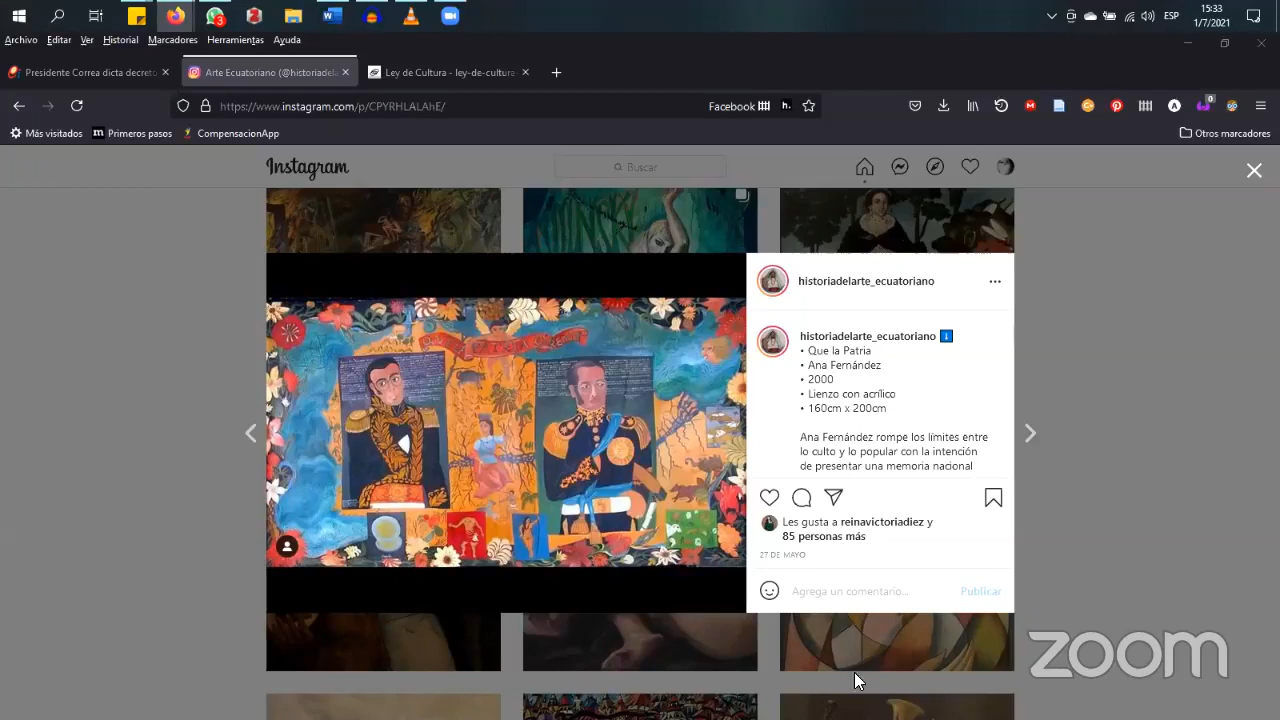 15:33
ESP
1/7/2021
3
Archivo Editar Ver Historial Marcadores Herramientas Ayuda
Presidente Correa dicta decreto
Arte Ecuatoriano (@historiadela
Ley de Cultura - ley-de-cultura-
https://www.instagram.com/p/CPYRHLALAhE/
Facebook
h.
0
Más visitados
m Primeros pasos
CompensacionApp
Otros marcadores
Instagram
Buscar
historiadelarte_ecuatoriano
historiadelarte_ecuatoriano
• Que la Patria
• Ana Fernández
• 2000
• Lienzo con acrílico
• 160cm x 200cm
Ana Fernández rompe los límites entre
lo culto y lo popular con la intención
de presentar una memoria nacional
Les gusta a reinavictoriadiez y
85 personas más
27 DE MAYO
Agrega un comentario...
Publicar
zoom